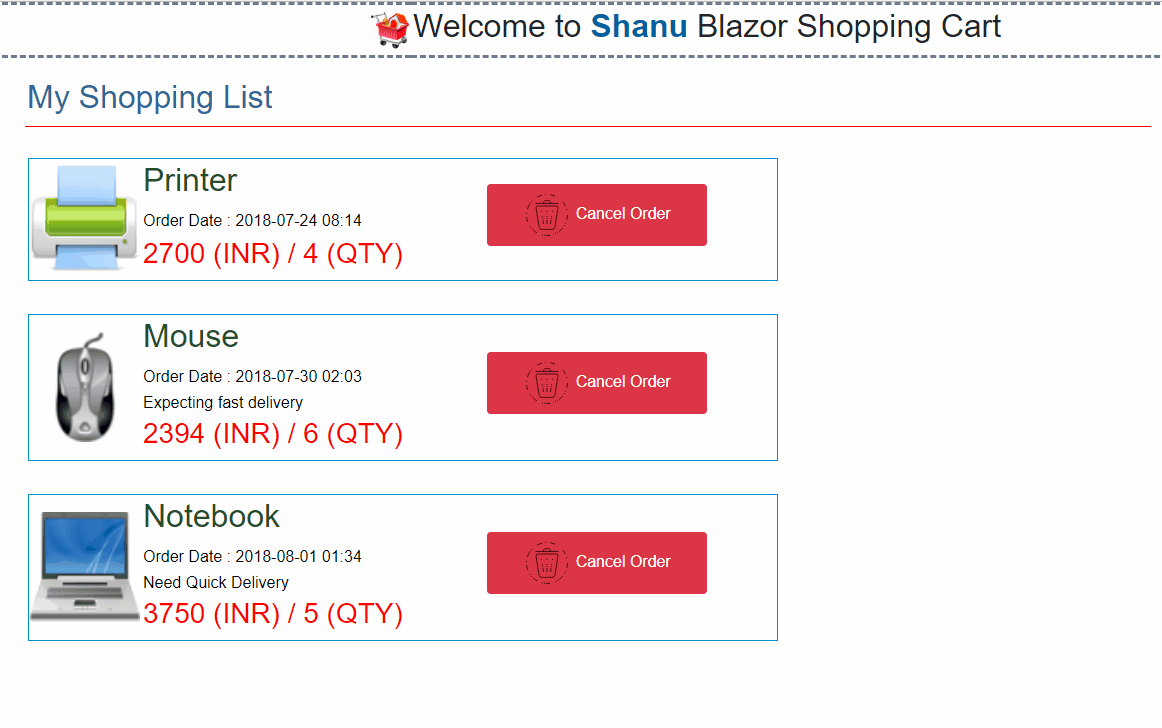 Welcome to Shanu Blazor Shopping Cart
My Shopping List
Printer
Order Date : 2018-07-24 08:14
2700 (INR) / 4 (QTY)
Cancel Order
Mouse
Order Date : 2018-07-30 02:03
Expecting fast delivery
2394 (INR) / 6 (QTY)
Cancel Order
Notebook
Order Date : 2018-08-01 01:34
Need Quick Delivery
3750 (INR) / 5 (QTY)
Cancel Order